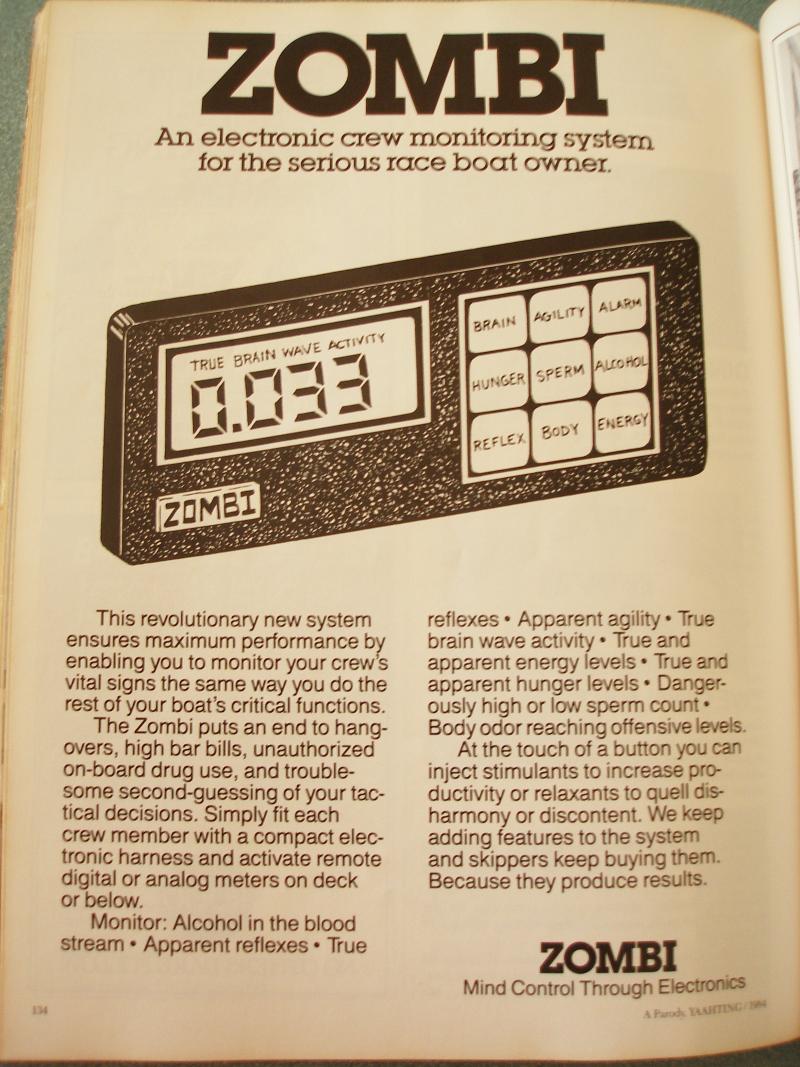 ZOMBI
An electronic crew monitoring system
for the serious race boat owner.
TRUE BRAIN WAVE ACTIVITY
0.033
BRAIN AGILITY ALARM
HUNGER SPERM ALCOHOL
REFLEX BODY ENERGY
ZOMBI
This revolutionary new system
ensures maximum performance by
enabling you to monitor your crew's
vital signs the same way you do the
rest of your boat's critical functions.
The Zombi puts an end to hang-
overs, high bar bills, unauthorized
on-board drug use, and trouble-
some second-guessing of your tac-
tical decisions. Simply fit each
crew member with a compact elec-
tronic harness and activate remote
digital or analog meters on deck
or below.
Monitor: Alcohol in the blood
stream • Apparent reflexes • True
reflexes • Apparent agility • True
brain wave activity • True and
apparent energy levels • True and
apparent hunger levels • Danger-
ously high or low sperm count •
Body odor reaching offensive levels.
At the touch of a button you can
inject stimulants to increase pro-
ductivity or relaxants to quell dis-
harmony or discontent. We keep
adding features to the system
and skippers keep buying them.
Because they produce results.
ZOMBI
Mind Control Through Electronics
134
A Parody, YAAHTING / 1984